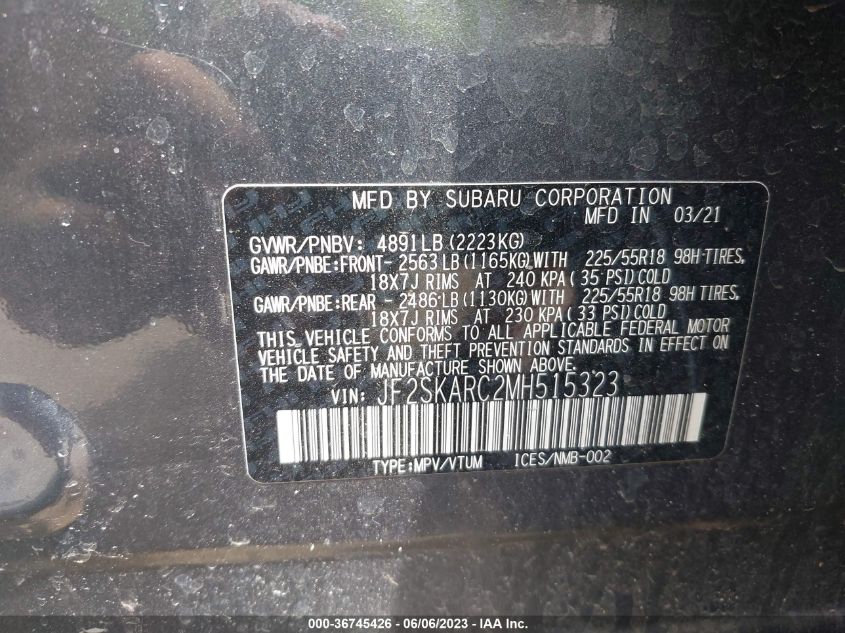 MFD BY SUBARU CORPORATION
MFD IN 03/21
GVWR/PNBV: 4891LB (2223KG)
GAWR/PNBE:FRONT- 2563 LB (1165KG)WITH 225/55R18 98H TIRES,
18X7J RIMS AT 240 KPA ( 35 PSI) COLD
GAWR/PNBE:REAR - 2486 LB (1130KG) WITH 225/55R18 98H TIRES,
18X7J RIMS AT 230 KPA ( 33 PSI) COLD
THIS VEHICLE CONFORMS TO ALL APPLICABLE FEDERAL MOTOR
VEHICLE SAFETY AND THEFT PREVENTION STANDARDS IN EFFECT ON
THE DATE OF MANUFACTURE SHOWN ABOVE.
VIN: JF2SKARC2MH515323
TYPE:MPV/VTUM ICES/NMB-002
000-36745426 - 06/06/2023 - IAA Inc.